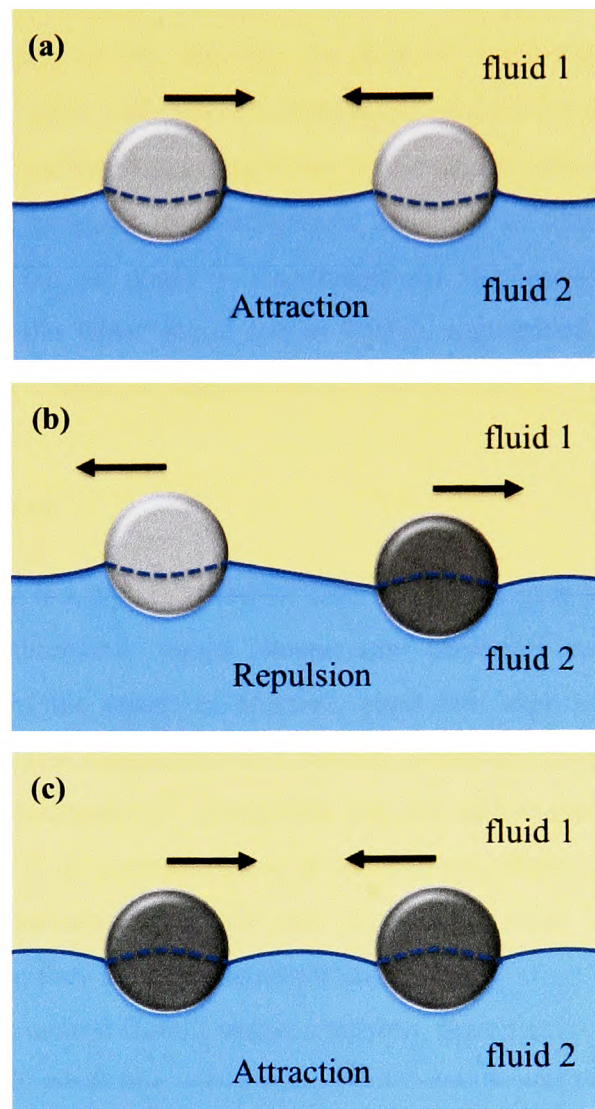 (a)
fluid 1
fluid 2
Attraction
(b)
fluid 1
fluid 2
Repulsion
(c)
fluid 1
fluid 2
Attraction